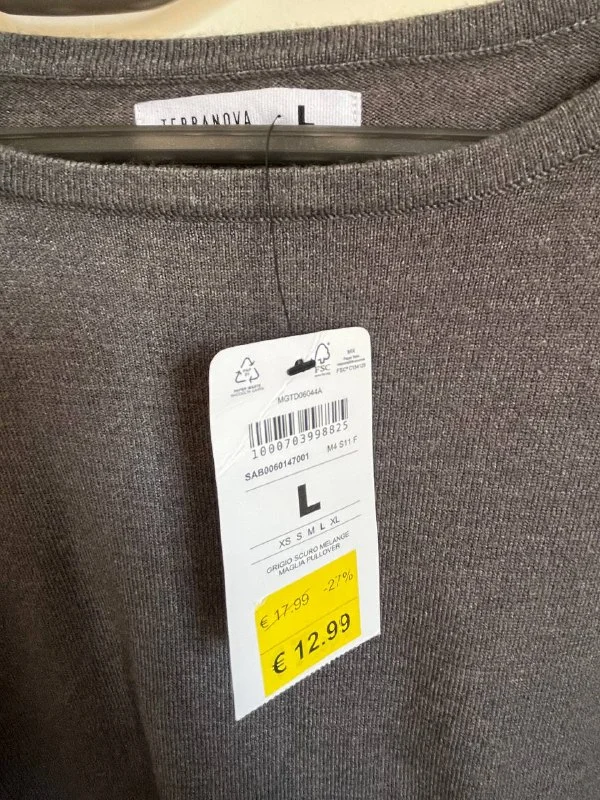 TERRANOVA L
FSC
MIX
MGTD06044A
1000703998825
SAB0060147001 M4 S11 F
L
XS S M L XL
GRIGIO SCURO MELANGE
MAGLIA PULLOVER
€ 17.99 -27%
€ 12.99